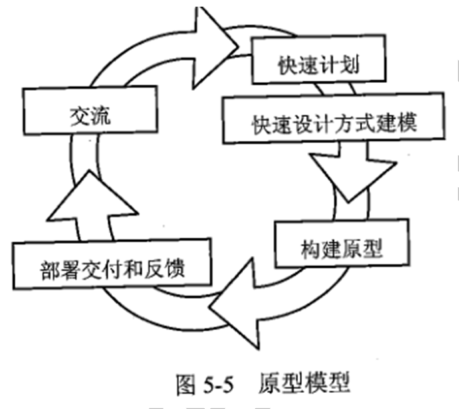 快速计划
交流
快速设计方式建模
构建原型
部署交付和反馈
图 5-5 原型模型